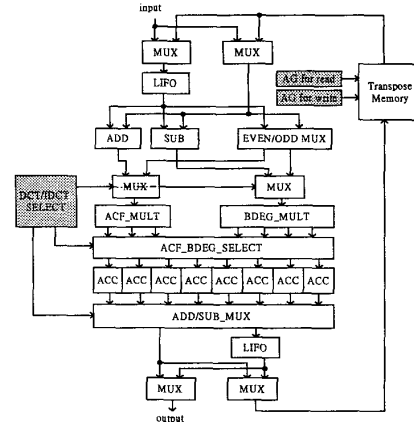 input
MUX MUX
LIFO
AG for read
AG for write
Transpose
Memory
ADD SUB EVEN/ODD MUX
DCT/IDCT
SELECT
MUX MUX
ACF_MULT BDEG_MULT
ACF_BDEG_SELECT
ACC ACC ACC ACC ACC ACC ACC ACC
ADD/SUB_MUX
LIFO
MUX MUX
output